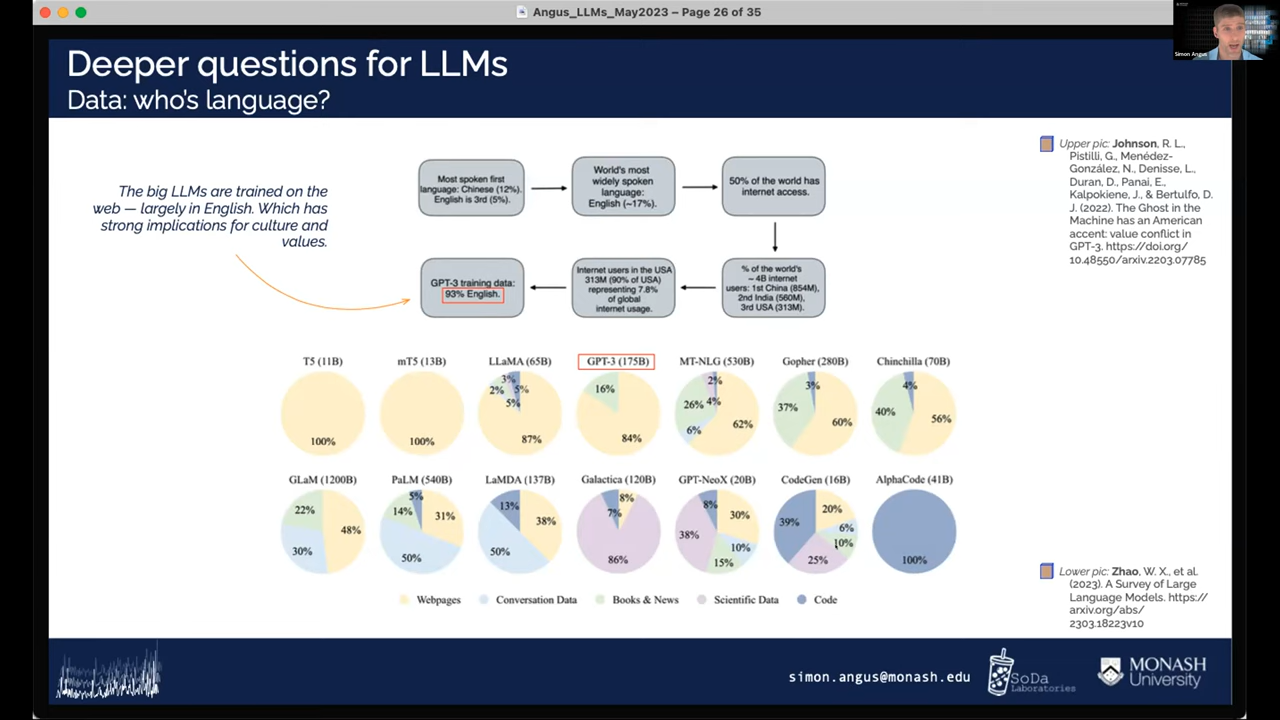 Angus_LLMs_May2023 – Page 26 of 35
Simon Angus
Deeper questions for LLMs
Data: who's language?
The big LLMs are trained on the
web — largely in English. Which has
strong implications for culture and
values.
Most spoken first
language: Chinese (12%).
English is 3rd (5%).
World's most
widely spoken
language:
English (~17%).
50% of the world has
internet access.
% of the world's
~ 4B internet
users: 1st China (854M),
2nd India (560M),
3rd USA (313M).
Internet users in the USA
313M (90% of USA)
representing 7.8%
of global
internet usage.
GPT-3 training data:
93% English.
Upper pic: Johnson, R. L.,
Pistilli, G., Menédez-
González, N., Denisse, L.,
Duran, D., Panai, E.,
Kalpokiene, J., & Bertulfo, D.
J. (2022). The Ghost in the
Machine has an American
accent: value conflict in
GPT-3. https://doi.org/
10.48550/arxiv.2203.07785
T5 (11B)
100%
mT5 (13B)
100%
LLaMA (65B)
3%
2%
5%
5%
87%
GPT-3 (175B)
16%
84%
MT-NLG (530B)
2%
26%
4%
6%
62%
Gopher (280B)
3%
37%
60%
Chinchilla (70B)
4%
40%
56%
GLaM (1200B)
22%
48%
30%
PaLM (540B)
5%
14%
31%
50%
LaMDA (137B)
13%
38%
50%
Galactica (120B)
8%
7%
86%
GPT-NeoX (20B)
8%
30%
38%
10%
15%
CodeGen (16B)
39%
20%
6%
10%
25%
AlphaCode (41B)
100%
Webpages
Conversation Data
Books & News
Scientific Data
Code
Lower pic: Zhao, W. X., et al.
(2023). A Survey of Large
Language Models. https://
arxiv.org/abs/
2303.18223v10
simon.angus@monash.edu
SoDa
Laboratories
MONASH
University